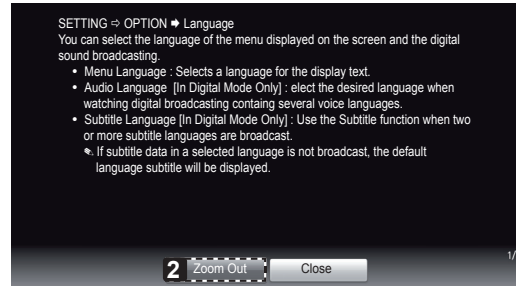 SETTING ⇨ OPTION ➡ Language
You can select the language of the menu displayed on the screen and the digital
sound broadcasting.
• Menu Language : Selects a language for the display text.
• Audio Language [In Digital Mode Only] : elect the desired language when
watching digital broadcasting containg several voice languages.
• Subtitle Language [In Digital Mode Only] : Use the Subtitle function when two
or more subtitle languages are broadcast.
If subtitle data in a selected language is not broadcast, the default
language subtitle will be displayed.
1/
2 Zoom Out Close